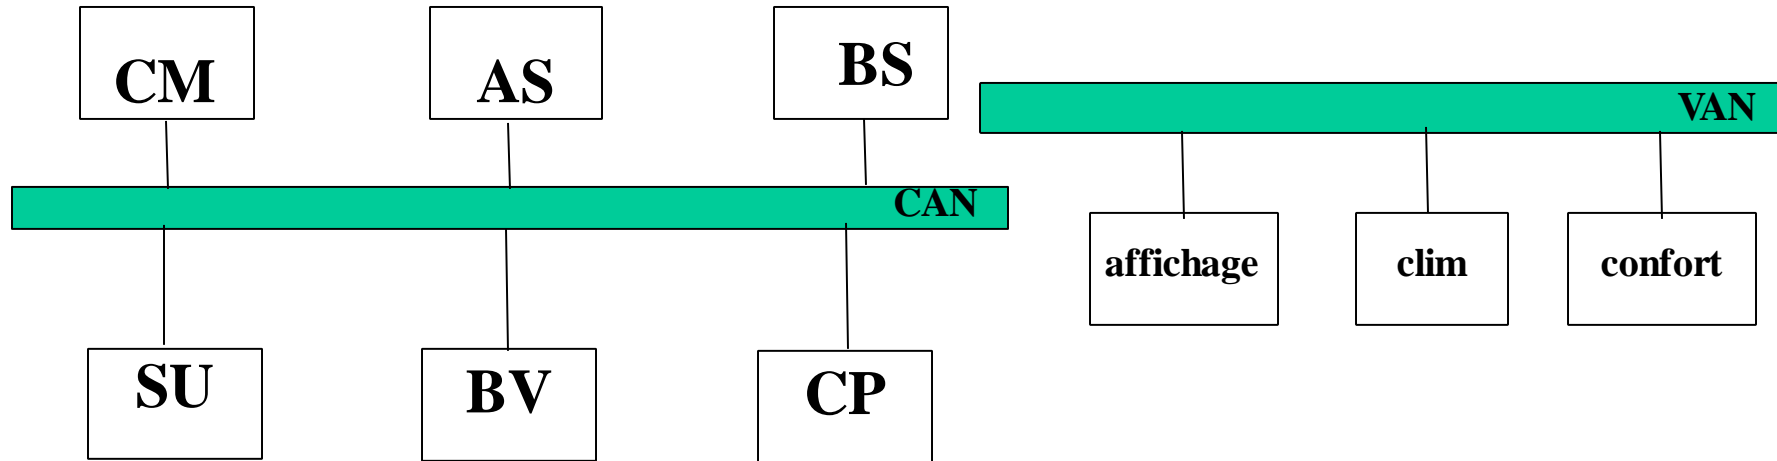 CM
AS
BS
VAN
CAN
affichage
clim
confort
SU
BV
CP